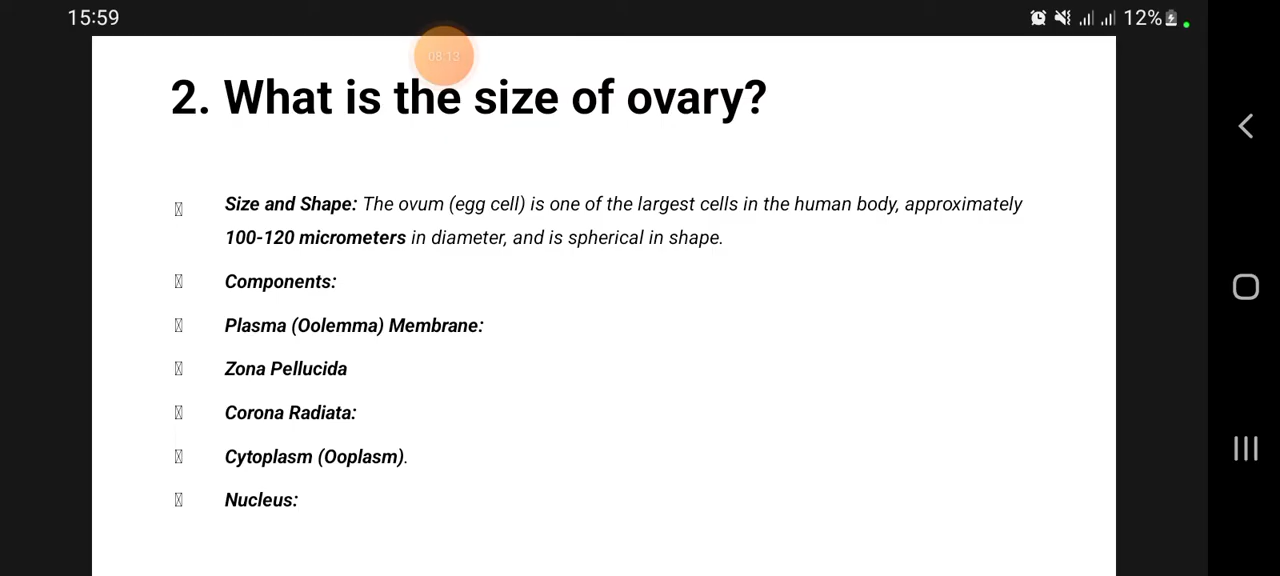 15:59
12%
08:13
2. What is the size of ovary?
Size and Shape: The ovum (egg cell) is one of the largest cells in the human body, approximately
100-120 micrometers in diameter, and is spherical in shape.
Components:
Plasma (Oolemma) Membrane:
Zona Pellucida
Corona Radiata:
Cytoplasm (Ooplasm).
Nucleus: